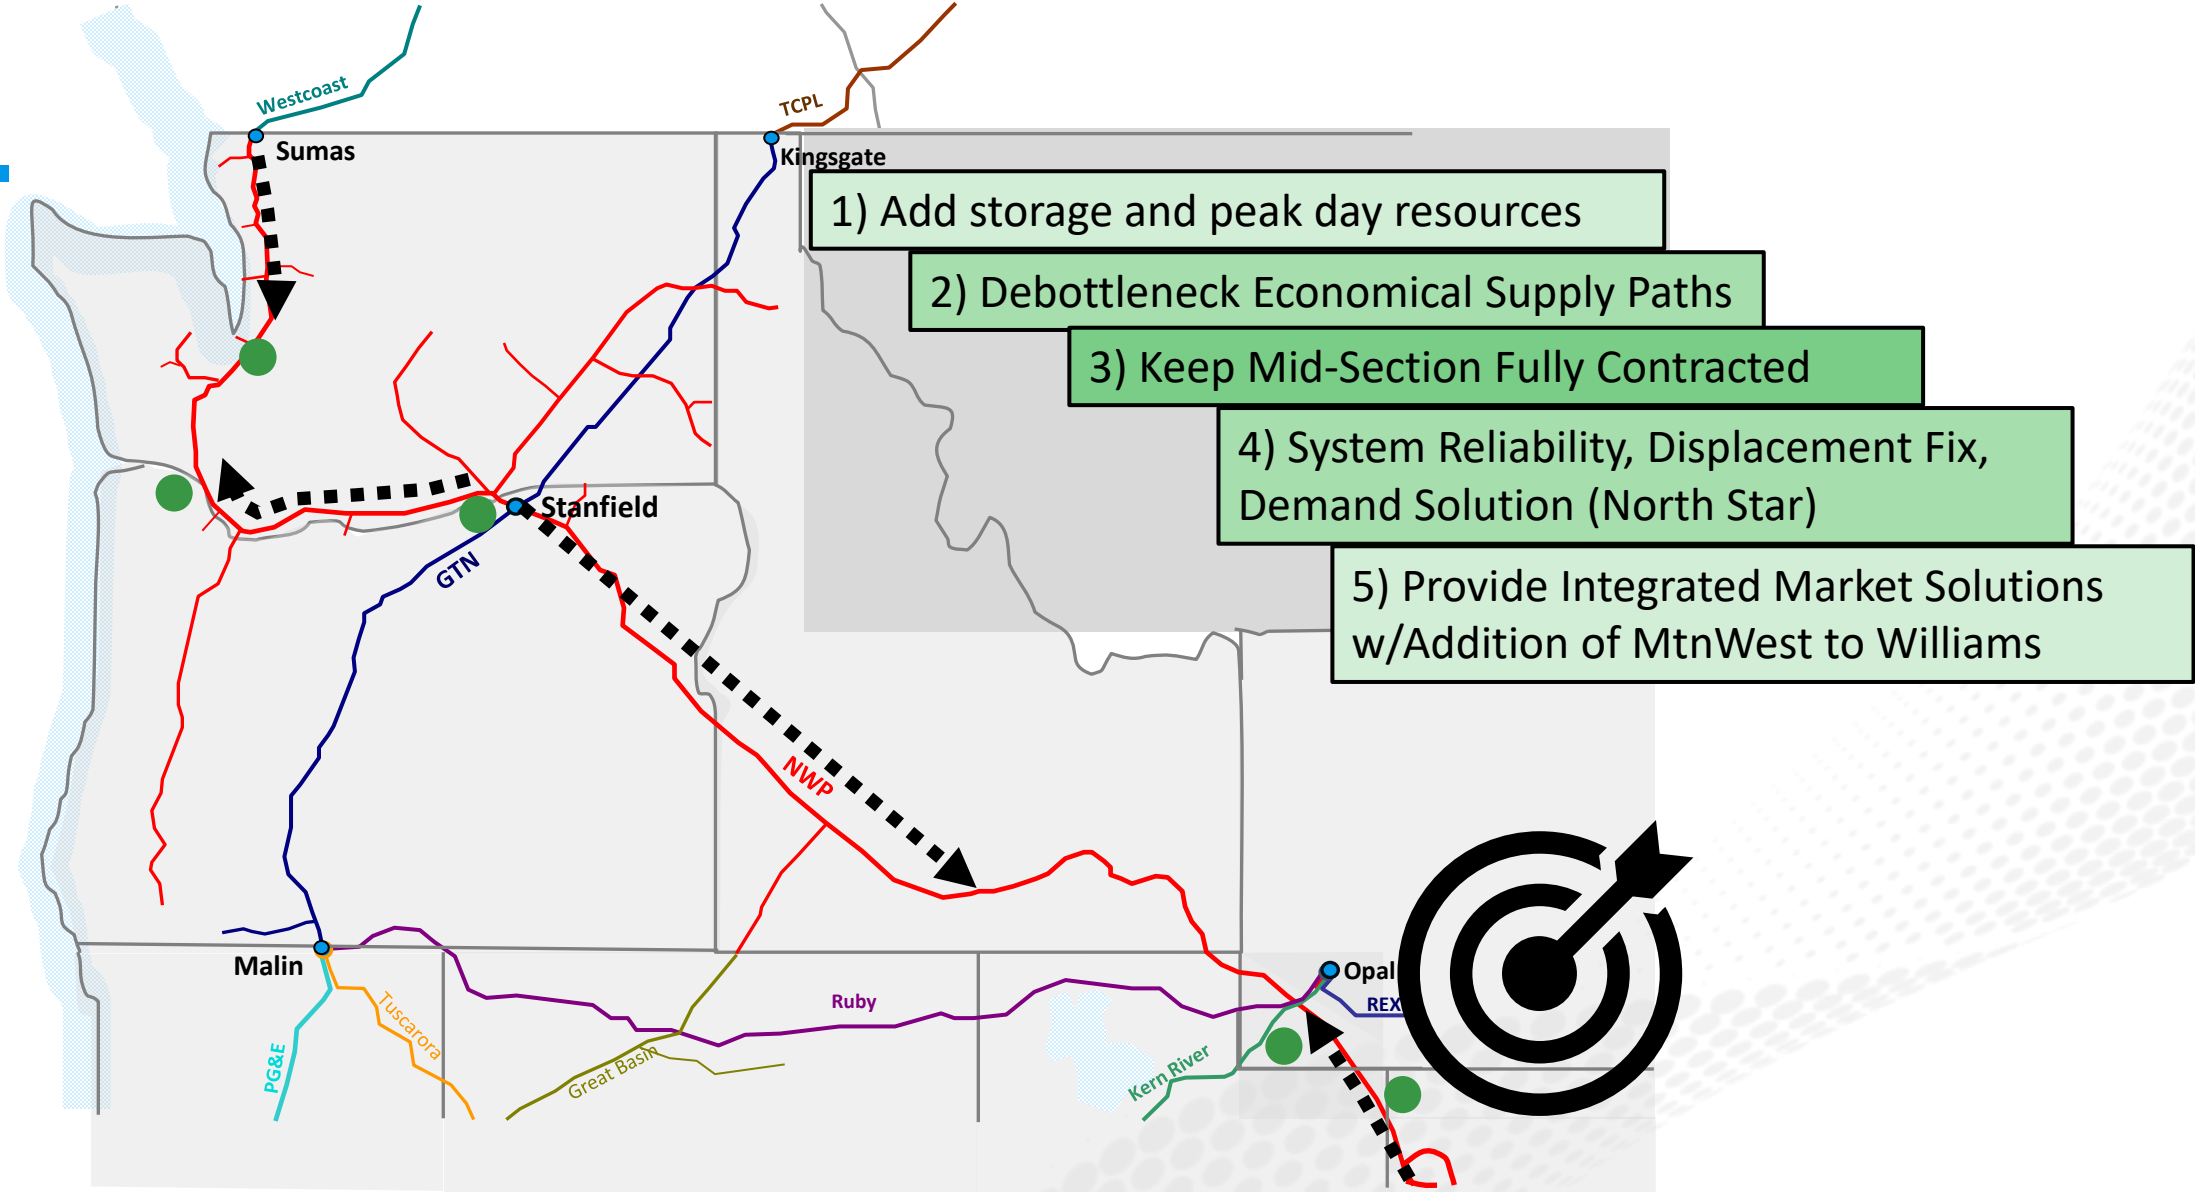 Westcoast
TCPL
Sumas
Kingsgate
1) Add storage and peak day resources
2) Debottleneck Economical Supply Paths
3) Keep Mid-Section Fully Contracted
4) System Reliability, Displacement Fix,
Demand Solution (North Star)
5) Provide Integrated Market Solutions
w/Addition of MtnWest to Williams
Stanfield
GTN
NWP
Malin
Opal
Ruby
REX
Tuscarora
PG&E
Great Basin
Kern River